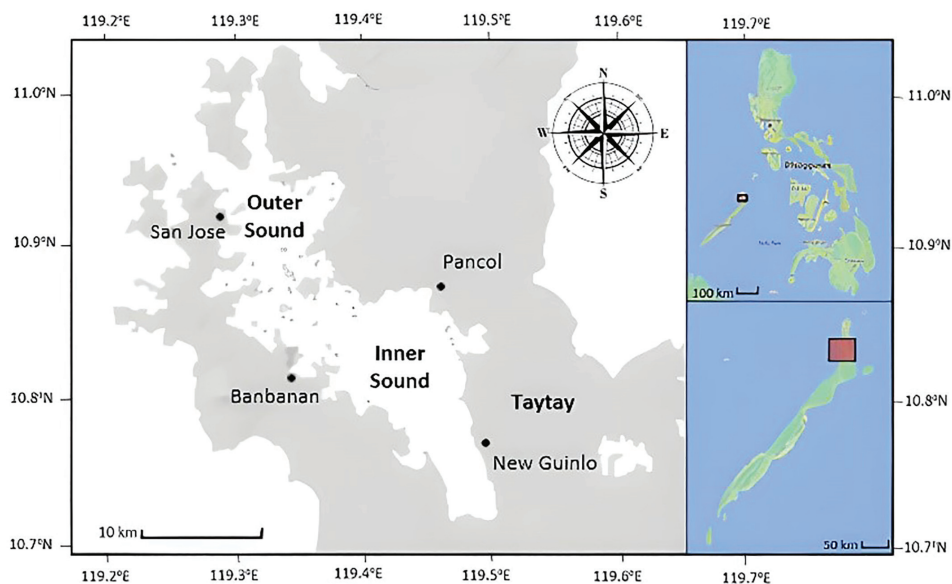 119.2°E 119.3°E 119.4°E 119.5°E 119.6°E 119.7°E
11.0°N
11.0°N
N
W
E
S
Outer
Sound
San Jose
10.9°N
10.9°N
Pancol
100 km
Inner
Sound
Banbanan
Taytay
10.8°N
10.8°N
New Guinlo
10 km
50 km
10.7°N
10.7°N
119.2°E 119.3°E 119.4°E 119.5°E 119.6°E 119.7°E